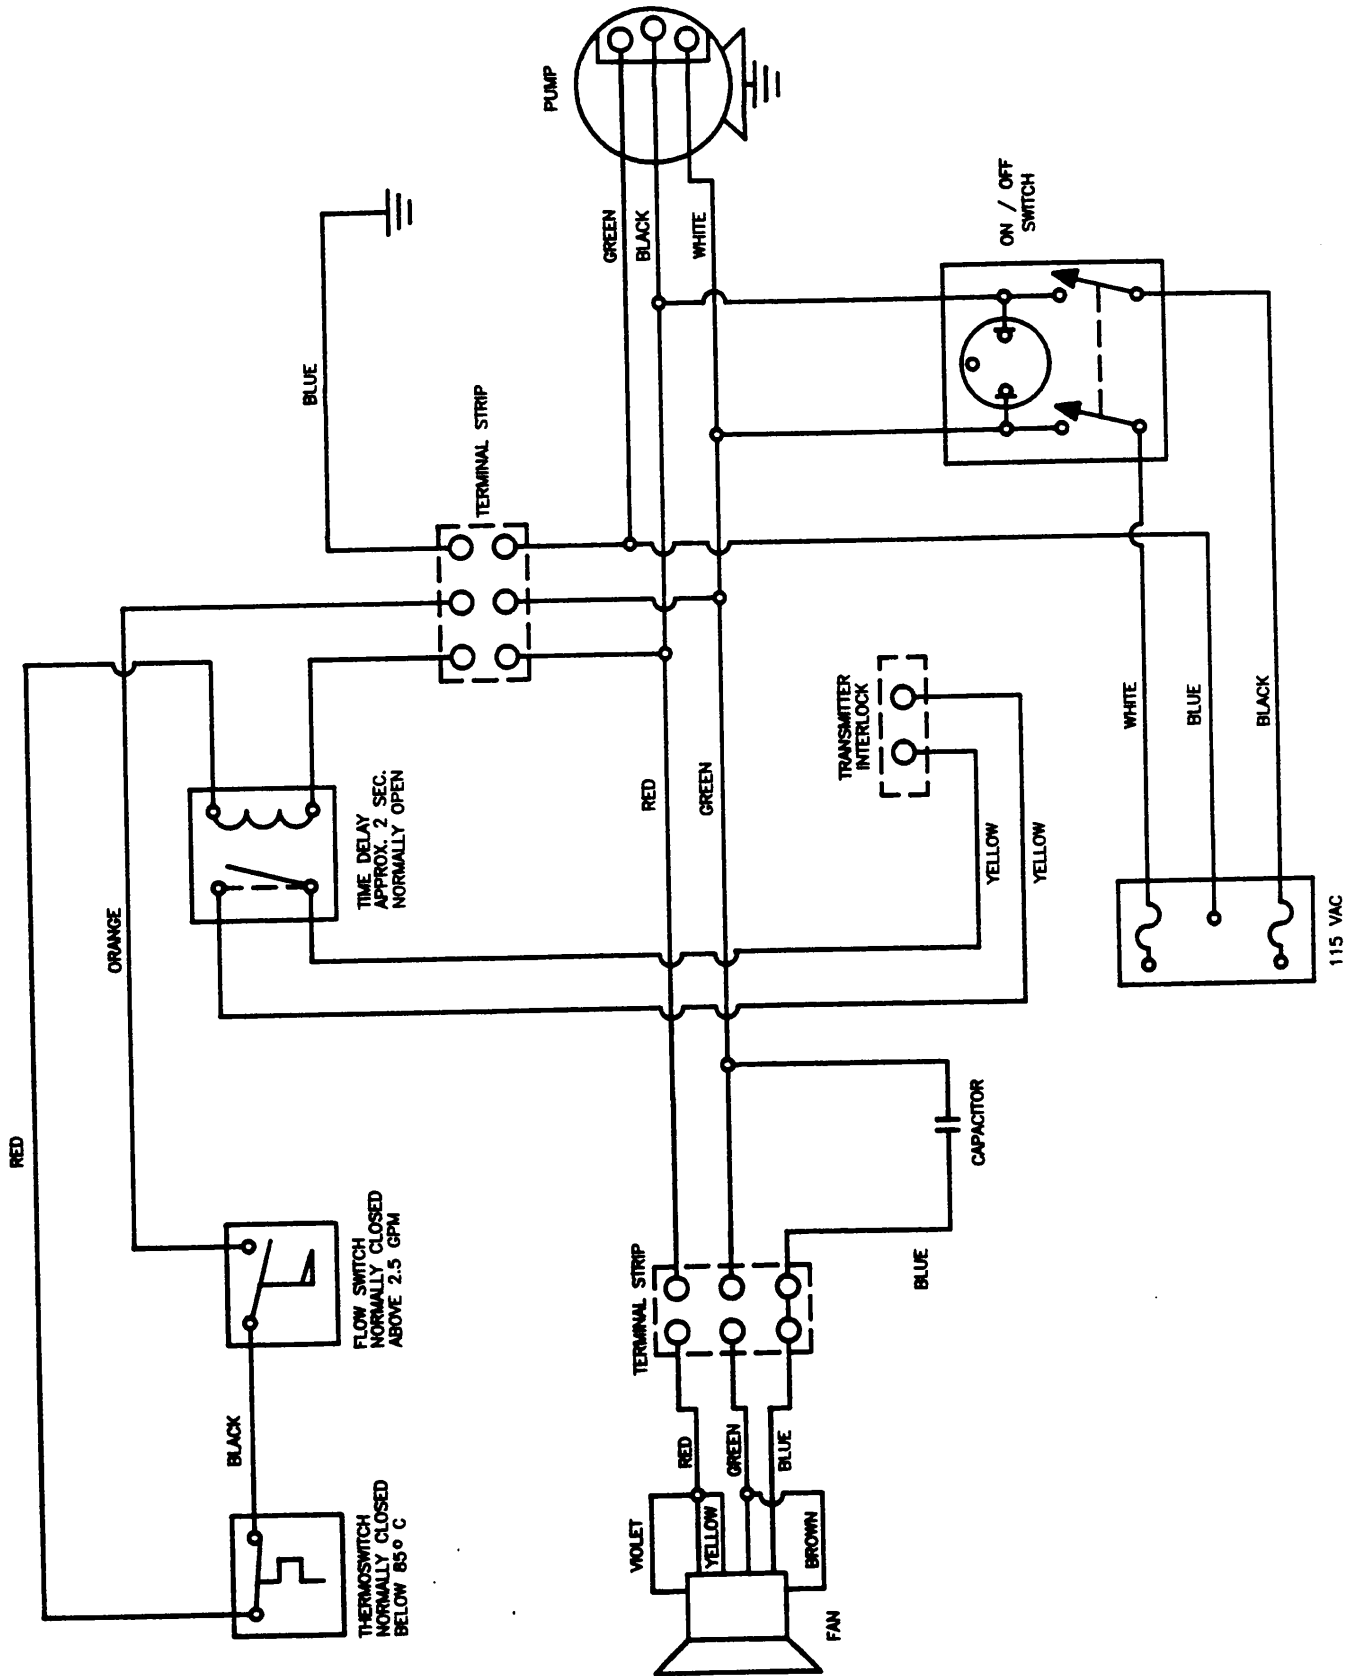 RED
ORANGE
BLUE
PUMP
GREEN
BLACK
WHITE
ON / OFF
SWITCH
TERMINAL STRIP
TIME DELAY
APPROX. 2 SEC.
NORMALLY OPEN
RED
GREEN
TRANSMITTER
INTERLOCK
YELLOW
YELLOW
WHITE
BLUE
BLACK
115 VAC
FLOW SWITCH
NORMALLY CLOSED
ABOVE 2.5 GPM
BLACK
THERMOSWITCH
NORMALLY CLOSED
BELOW 85° C
TERMINAL STRIP
CAPACITOR
BLUE
RED
GREEN
BLUE
VIOLET
YELLOW
BROWN
FAN